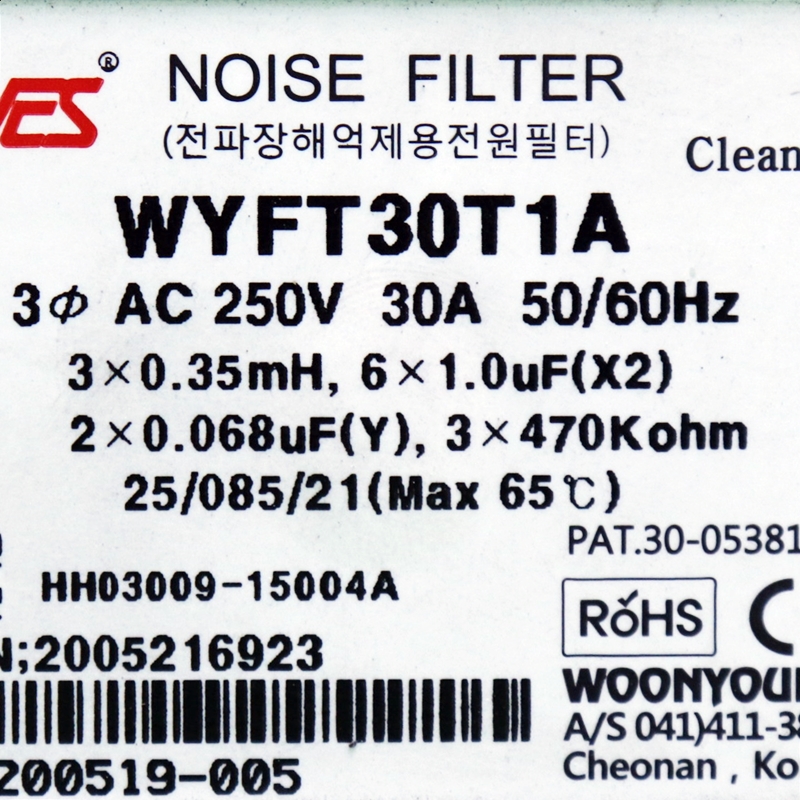 NOISE FILTER
(전파장해억제용전원필터)
Clean
WYFT30T1A
3Φ AC 250V 30A 50/60Hz
3×0.35mH, 6×1.0uF(X2)
2×0.068uF(Y), 3×470Kohm
25/085/21(Max 65℃)
PAT.30-05381
HH03009-15004A
RoHS
N;2005216923
WOONYOU
A/S 041)411-38
200519-005
Cheonan , Ko